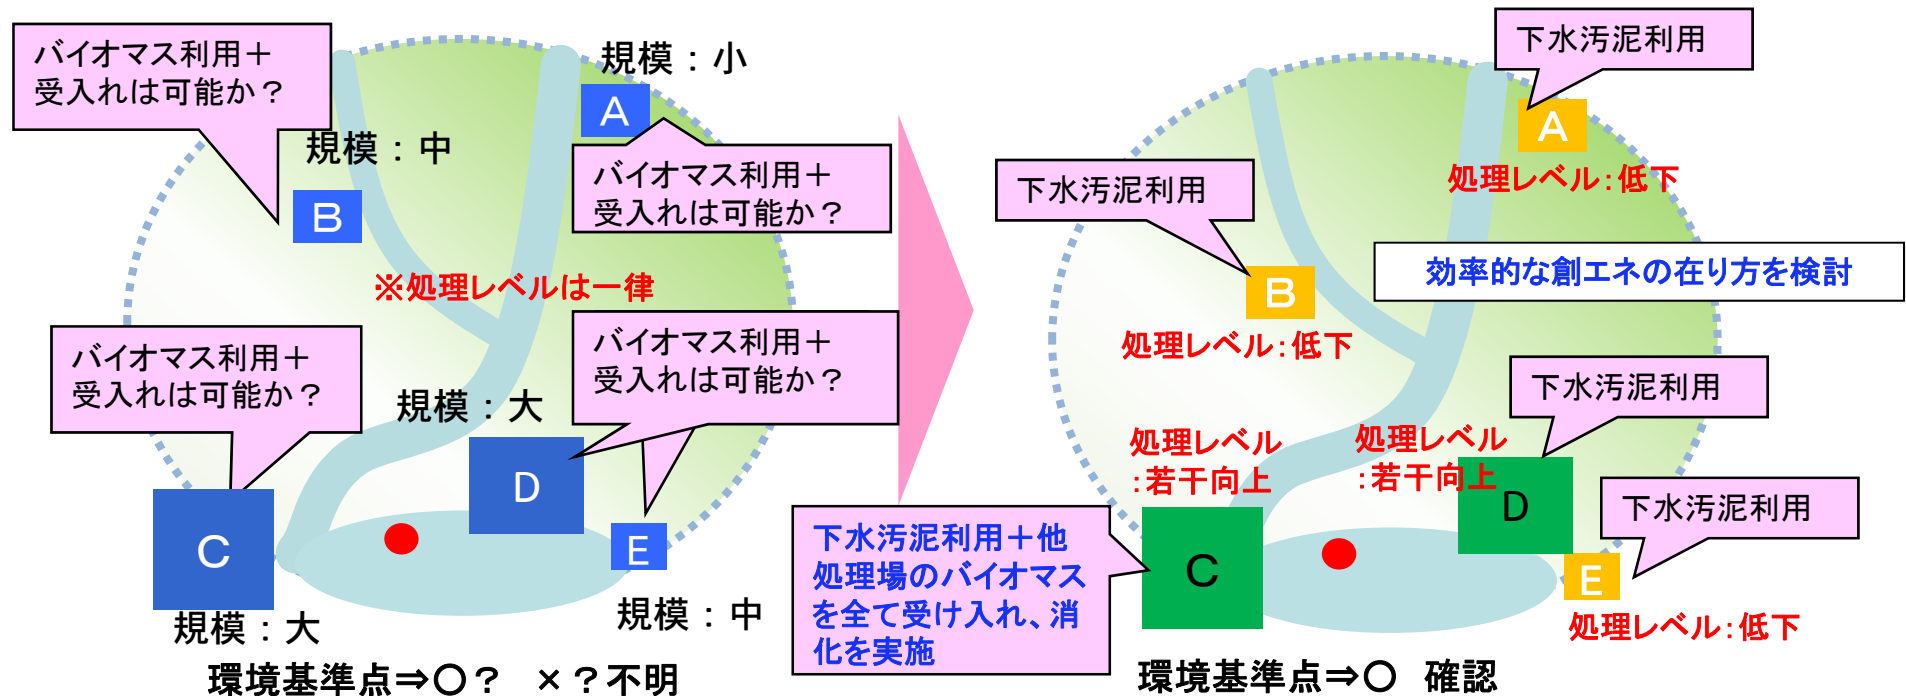 バイオマス利用＋
受入れは可能か？
規模：小
A
規模：中
B
バイオマス利用＋
受入れは可能か？
※処理レベルは一律
バイオマス利用＋
受入れは可能か？
バイオマス利用＋
受入れは可能か？
規模：大
D
C
E
規模：大
規模：中
環境基準点⇒〇？　×？不明
下水汚泥利用
A
処理レベル：低下
下水汚泥利用
B
処理レベル：低下
効率的な創エネの在り方を検討
下水汚泥利用
処理レベル
：若干向上
処理レベル
：若干向上
D
下水汚泥利用
下水汚泥利用＋他
処理場のバイオマス
を全て受け入れ、消
化を実施
C
E
処理レベル：低下
環境基準点⇒〇　確認